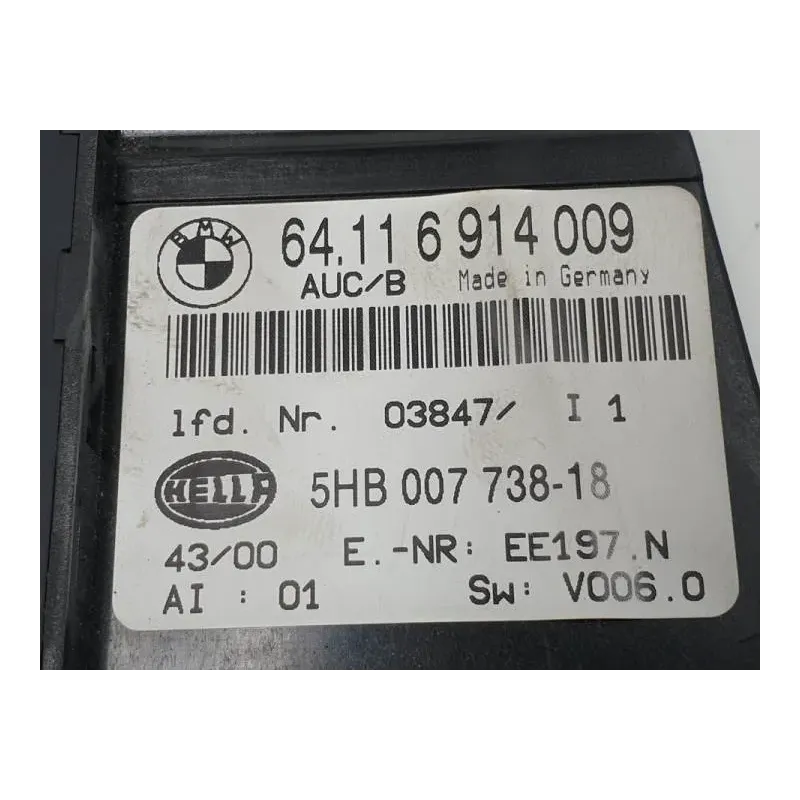 BMW
64.11 6 914 009
AUC/B Made in Germany
lfd. Nr. 03847/ I 1
HELLA 5HB 007 738-18
43/00 E.-NR: EE197.N
AI : 01 Sw: V006.0